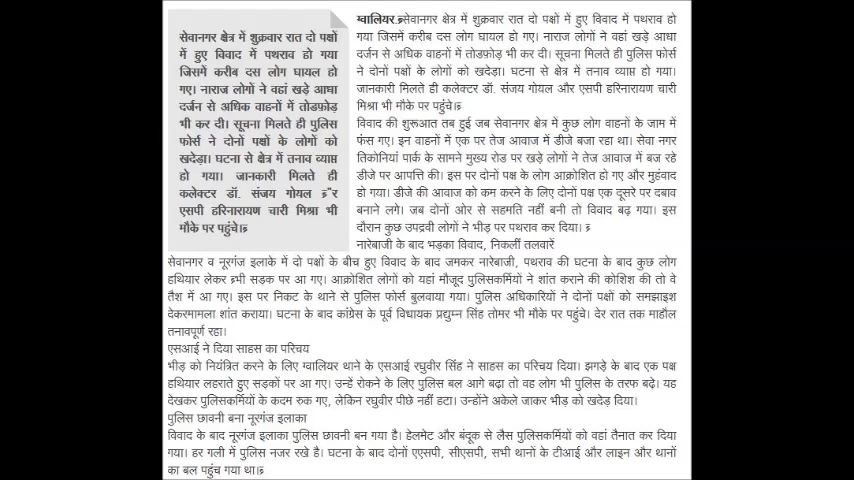 सेवानगर क्षेत्र में शुक्रवार रात दो पक्षों
में हुए विवाद में पथराव हो गया
जिसमें करीब दस लोग घायल हो
गए। नाराज लोगों ने वहां खड़े आधा
दर्जन से अधिक वाहनों में तोडफ़ोड़
भी कर दी। सूचना मिलते ही पुलिस
फोर्स ने दोनों पक्षों के लोगों को
खदेड़ा। घटना से क्षेत्र में तनाव व्याप्त
हो गया। जानकारी मिलते ही
कलेक्टर डॉ. संजय गोयल
एसपी हरिनारायण चारी मिश्रा भी
मौके पर पहुंचे।
ग्वालियर. सेवानगर क्षेत्र में शुक्रवार रात दो पक्षों में हुए विवाद में पथराव हो
गया जिसमें करीब दस लोग घायल हो गए। नाराज लोगों ने वहां खड़े आधा
दर्जन से अधिक वाहनों में तोडफ़ोड़ भी कर दी। सूचना मिलते ही पुलिस फोर्स
ने दोनों पक्षों के लोगों को खदेड़ा। घटना से क्षेत्र में तनाव व्याप्त हो गया।
जानकारी मिलते ही कलेक्टर डॉ. संजय गोयल और एसपी हरिनारायण चारी
मिश्रा भी मौके पर पहुंचे।
विवाद की शुरूआत तब हुई जब सेवानगर क्षेत्र में कुछ लोग वाहनों के जाम में
फंस गए। इन वाहनों में एक पर तेज आवाज में डीजे बजा रहा था। सेवा नगर
तिकोनियां पार्क के सामने मुख्य रोड पर खड़े लोगों ने तेज आवाज में बज रहे
डीजे पर आपत्ति की। इस पर दोनों पक्ष के लोग आक्रोशित हो गए और मुहंवाद
हो गया। डीजे की आवाज को कम करने के लिए दोनों पक्ष एक दूसरे पर दबाव
बनाने लगे। जब दोनों ओर से सहमति नहीं बनी तो विवाद बढ़ गया। इस
दौरान कुछ उपद्रवी लोगों ने भीड़ पर पथराव कर दिया।
नारेबाजी के बाद भड़का विवाद, निकलीं तलवारें
सेवानगर व नूरगंज इलाके में दो पक्षों के बीच हुए विवाद के बाद जमकर नारेबाजी, पथराव की घटना के बाद कुछ लोग
हथियार लेकर भी सड़क पर आ गए। आक्रोशित लोगों को यहां मौजूद पुलिसकर्मियों ने शांत कराने की कोशिश की तो वे
तैश में आ गए। इस पर निकट के थाने से पुलिस फोर्स बुलवाया गया। पुलिस अधिकारियों ने दोनों पक्षों को समझाइश
देकरमामला शांत कराया। घटना के बाद कांग्रेस के पूर्व विधायक प्रद्युम्न सिंह तोमर भी मौके पर पहुंचे। देर रात तक माहौल
तनावपूर्ण रहा।
एसआई ने दिया साहस का परिचय
भीड़ को नियंत्रित करने के लिए ग्वालियर थाने के एसआई रघुवीर सिंह ने साहस का परिचय दिया। झगड़े के बाद एक पक्ष
हथियार लहराते हुए सड़कों पर आ गए। उन्हें रोकने के लिए पुलिस बल आगे बढ़ा तो वह लोग भी पुलिस के तरफ बढ़े। यह
देखकर पुलिसकर्मियों के कदम रुक गए, लेकिन रघुवीर पीछे नहीं हटा। उन्होंने अकेले जाकर भीड़ को खदेड़ दिया।
पुलिस छावनी बना नूरगंज इलाका
विवाद के बाद नूरगंज इलाका पुलिस छावनी बन गया है। हेलमेट और बंदूक से लैस पुलिसकर्मियों को वहां तैनात कर दिया
गया। हर गली में पुलिस नजर रखे है। घटना के बाद दोनों एएसपी, सीएसपी, सभी थानों के टीआई और लाइन और थानों
का बल पहुंच गया था।